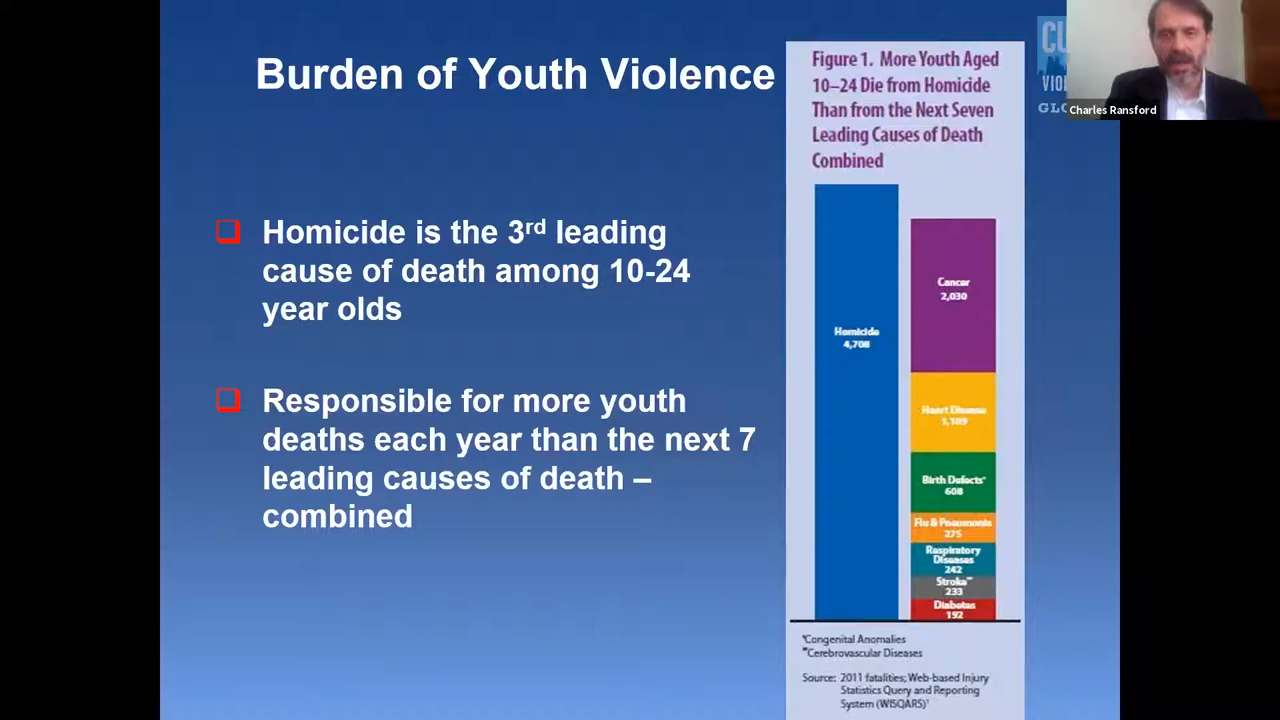 Burden of Youth Violence
Homicide is the 3rd leading
cause of death among 10-24
year olds
Responsible for more youth
deaths each year than the next 7
leading causes of death –
combined
Figure 1. More Youth Aged
10–24 Die from Homicide
Than from the Next Seven
Leading Causes of Death
Combined
Homicide
4,708
Cancer
2,030
Heart Disease
Birth Defects*
608
Flu & Pneumonia
275
Respiratory
Diseases
242
Stroke**
233
Diabetes
192
*Congenital Anomalies
**Cerebrovascular Diseases
Source: 2011 fatalities; Web-based Injury
Statistics Query and Reporting
System (WISQARS)
Charles Ransford